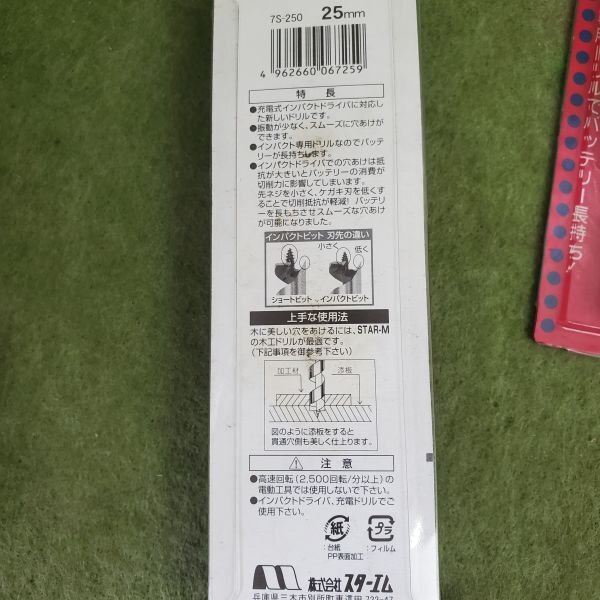 7S-250 25mm
4 962660 067259
特長
●充電式インパクトドライバに対応し
た新しいドリルです。
●振動が少なく、スムーズに穴あけが
できます。
●インパクト専用ドリルなのでバッテ
リーが長持ちします。
●インパクトドライバでの穴あけは抵
抗が大きいとバッテリーの消費が
切削力に影響してしまいます。
先ネジを小さく、ケガキ刃を低くす
ることで切削抵抗が軽減!バッテリ
ーを長もちさせスムーズな穴あけ
が可能になりました。
インパクトビット 刃先の違い
小さく 低く
ショートビット インパクトビット
上手な使用法
木に美しい穴をあけるには、STAR-M
の木工ドリルが最適です。
(下記事項を御参考下さい)
加工材 添板
図のように添板をすると
貫通穴側も美しく仕上ります。
⚠ 注意
●高速回転(2,500回転/分以上)の
電動工具では使用しないで下さい。
●インパクトドライバ、充電ドリルでご
使用下さい。
紙 プラ
:台紙 :フィルム
PP表面加工
株式会社スターエム
兵庫県三木市別所町東這田 722-47
ドリルでバッテリー長持ち!